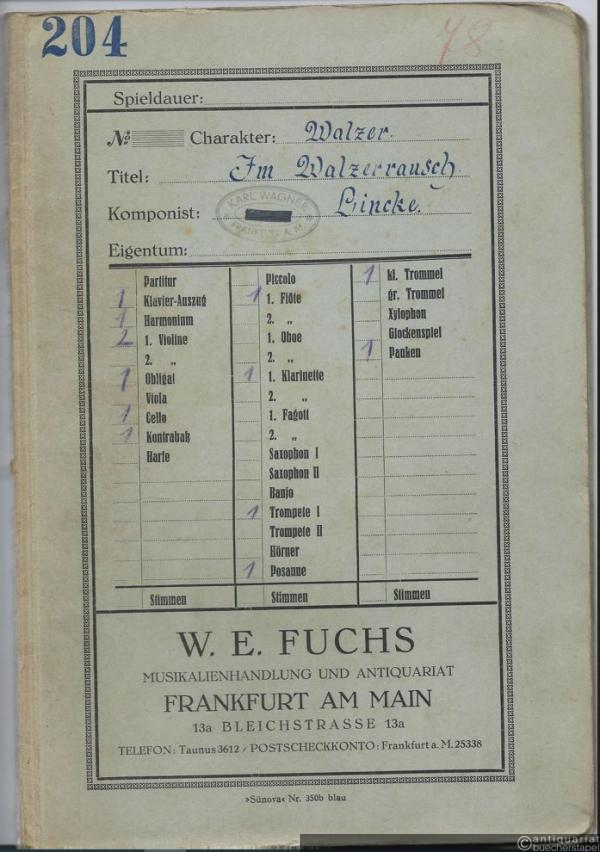 204
78
Spieldauer:
№ Charakter: Walzer.
Titel: Im Walzerrausch.
Komponist: Lincke.
KARL WAGNER
FRANKFURT A. M.
Eigentum:
Partitur
1 Klavier-Auszug
1 Harmonium
2 1. Violine
2. „
1 Obligat
Viola
1 Cello
1 Kontrabaß
Harfe
Stimmen
Piccolo
1 1. Flöte
2. „
1. Oboe
2. „
1 1. Klarinette
2. „
1. Fagott
2. „
Saxophon I
Saxophon II
Banjo
1 Trompete I
Trompete II
Hörner
1 Posaune
Stimmen
1 kl. Trommel
gr. Trommel
Xylophon
Glockenspiel
1 Pauken
Stimmen
W. E. FUCHS
MUSIKALIENHANDLUNG UND ANTIQUARIAT
FRANKFURT AM MAIN
13a BLEICHSTRASSE 13a
TELEFON: Taunus 3612 / POSTSCHECKKONTO: Frankfurt a. M. 25338
»Sünova« Nr. 350b blau
antiquariat
buecherstapel